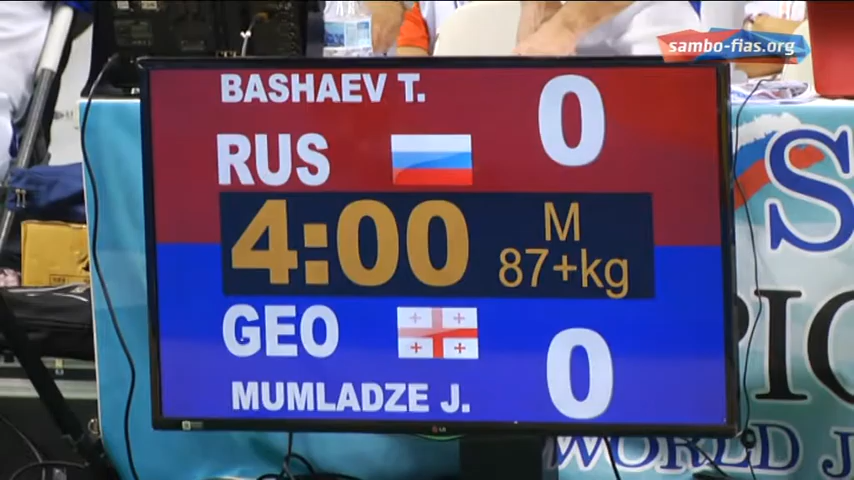 sambo-fias.org
BASHAEV T.
0
RUS
4:00
M
87+kg
GEO
0
MUMLADZE J.
WORLD J